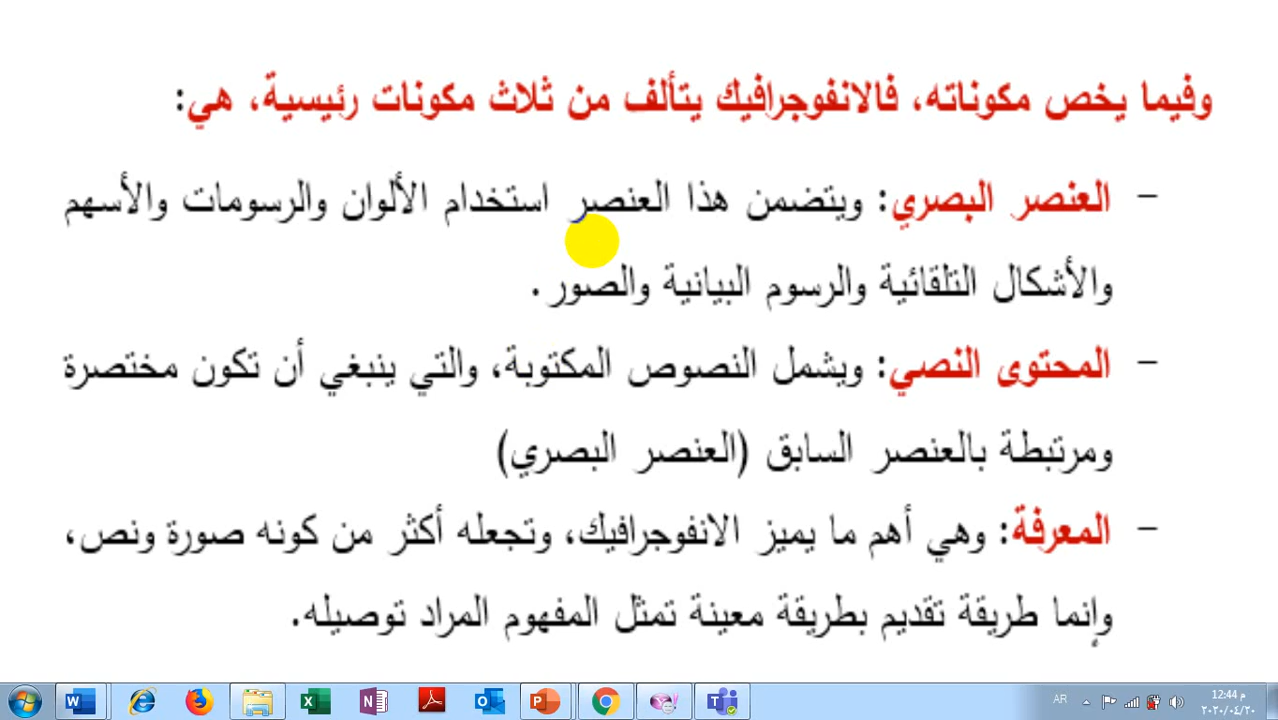 وفيما يخص مكوناته، فالانفوجرافيك يتألف من ثلاث مكونات رئيسية، هي:
- العنصر البصري: ويتضمن هذا العنصر استخدام الألوان والرسومات والأسهم
والأشكال التلقائية والرسوم البيانية والصور.
- المحتوى النصي: ويشمل النصوص المكتوبة، والتي ينبغي أن تكون مختصرة
ومرتبطة بالعنصر السابق (العنصر البصري)
- المعرفة: وهي أهم ما يميز الانفوجرافيك، وتجعله أكثر من كونه صورة ونص،
وإنما طريقة تقديم بطريقة معينة تمثل المفهوم المراد توصيله.
AR
12:44 م
٢٠٢٠/٠٤/٢٠